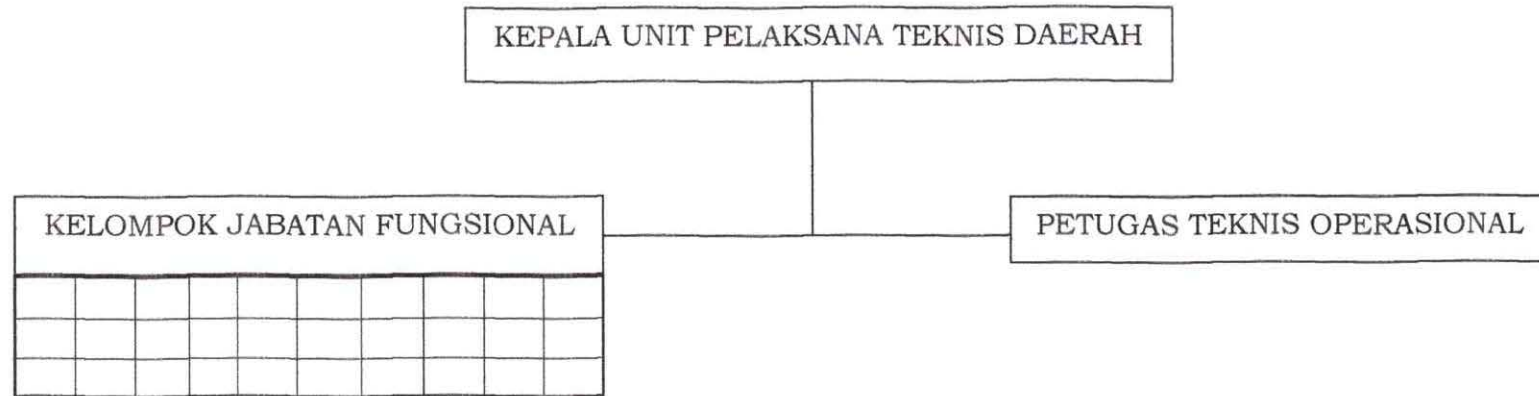 KEPALA UNIT PELAKSANA TEKNIS DAERAH
KELOMPOK JABATAN FUNGSIONAL
PETUGAS TEKNIS OPERASIONAL